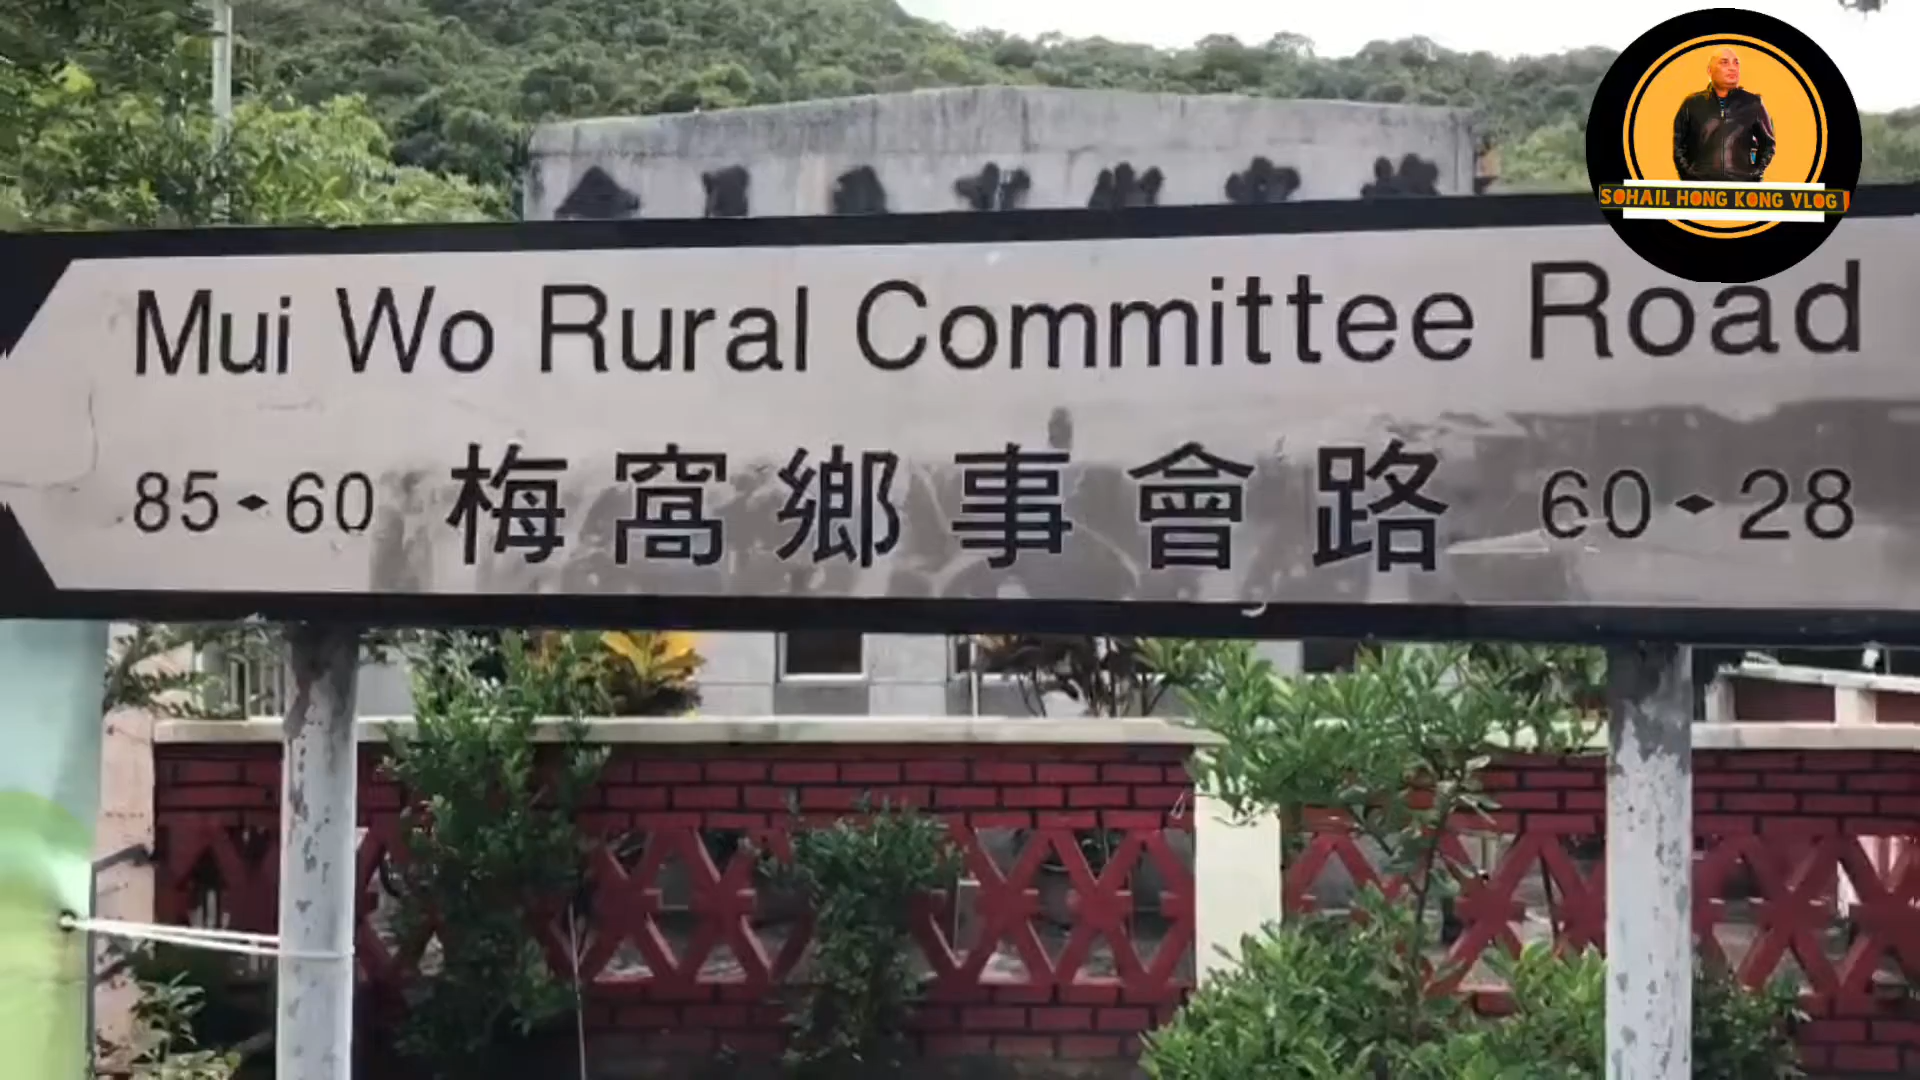 SOHAIL HONG KONG VLOG
Mui Wo Rural Committee Road
85 ◆ 60 梅窩鄉事會路 60 ◆ 28